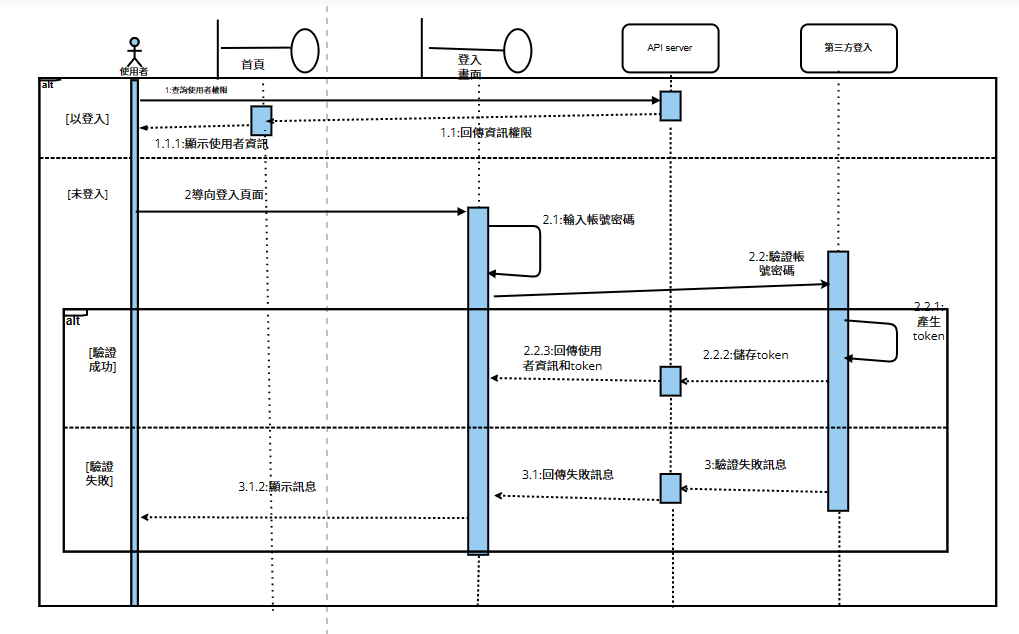 使用者
首頁
登入
畫面
API server
第三方登入
alt
1:查詢使用者權限
[以登入]
1.1:回傳資訊權限
1.1.1:顯示使用者資訊
[未登入]
2導向登入頁面
2.1:輸入帳號密碼
2.2:驗證帳
號密碼
alt
2.2.1:
產生
token
[驗證
成功]
2.2.3:回傳使用
者資訊和token
2.2.2:儲存token
[驗證
失敗]
3:驗證失敗訊息
3.1:回傳失敗訊息
3.1.2:顯示訊息